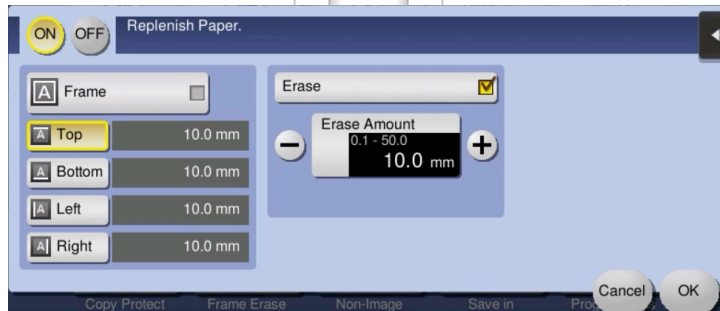 ON OFF Replenish Paper.
A Frame
Erase
A Top 10.0 mm
Erase Amount
0.1 - 50.0
10.0 mm
A Bottom 10.0 mm
A Left 10.0 mm
A Right 10.0 mm
Cancel OK
Copy Protect Frame Erase Non-Image Save in